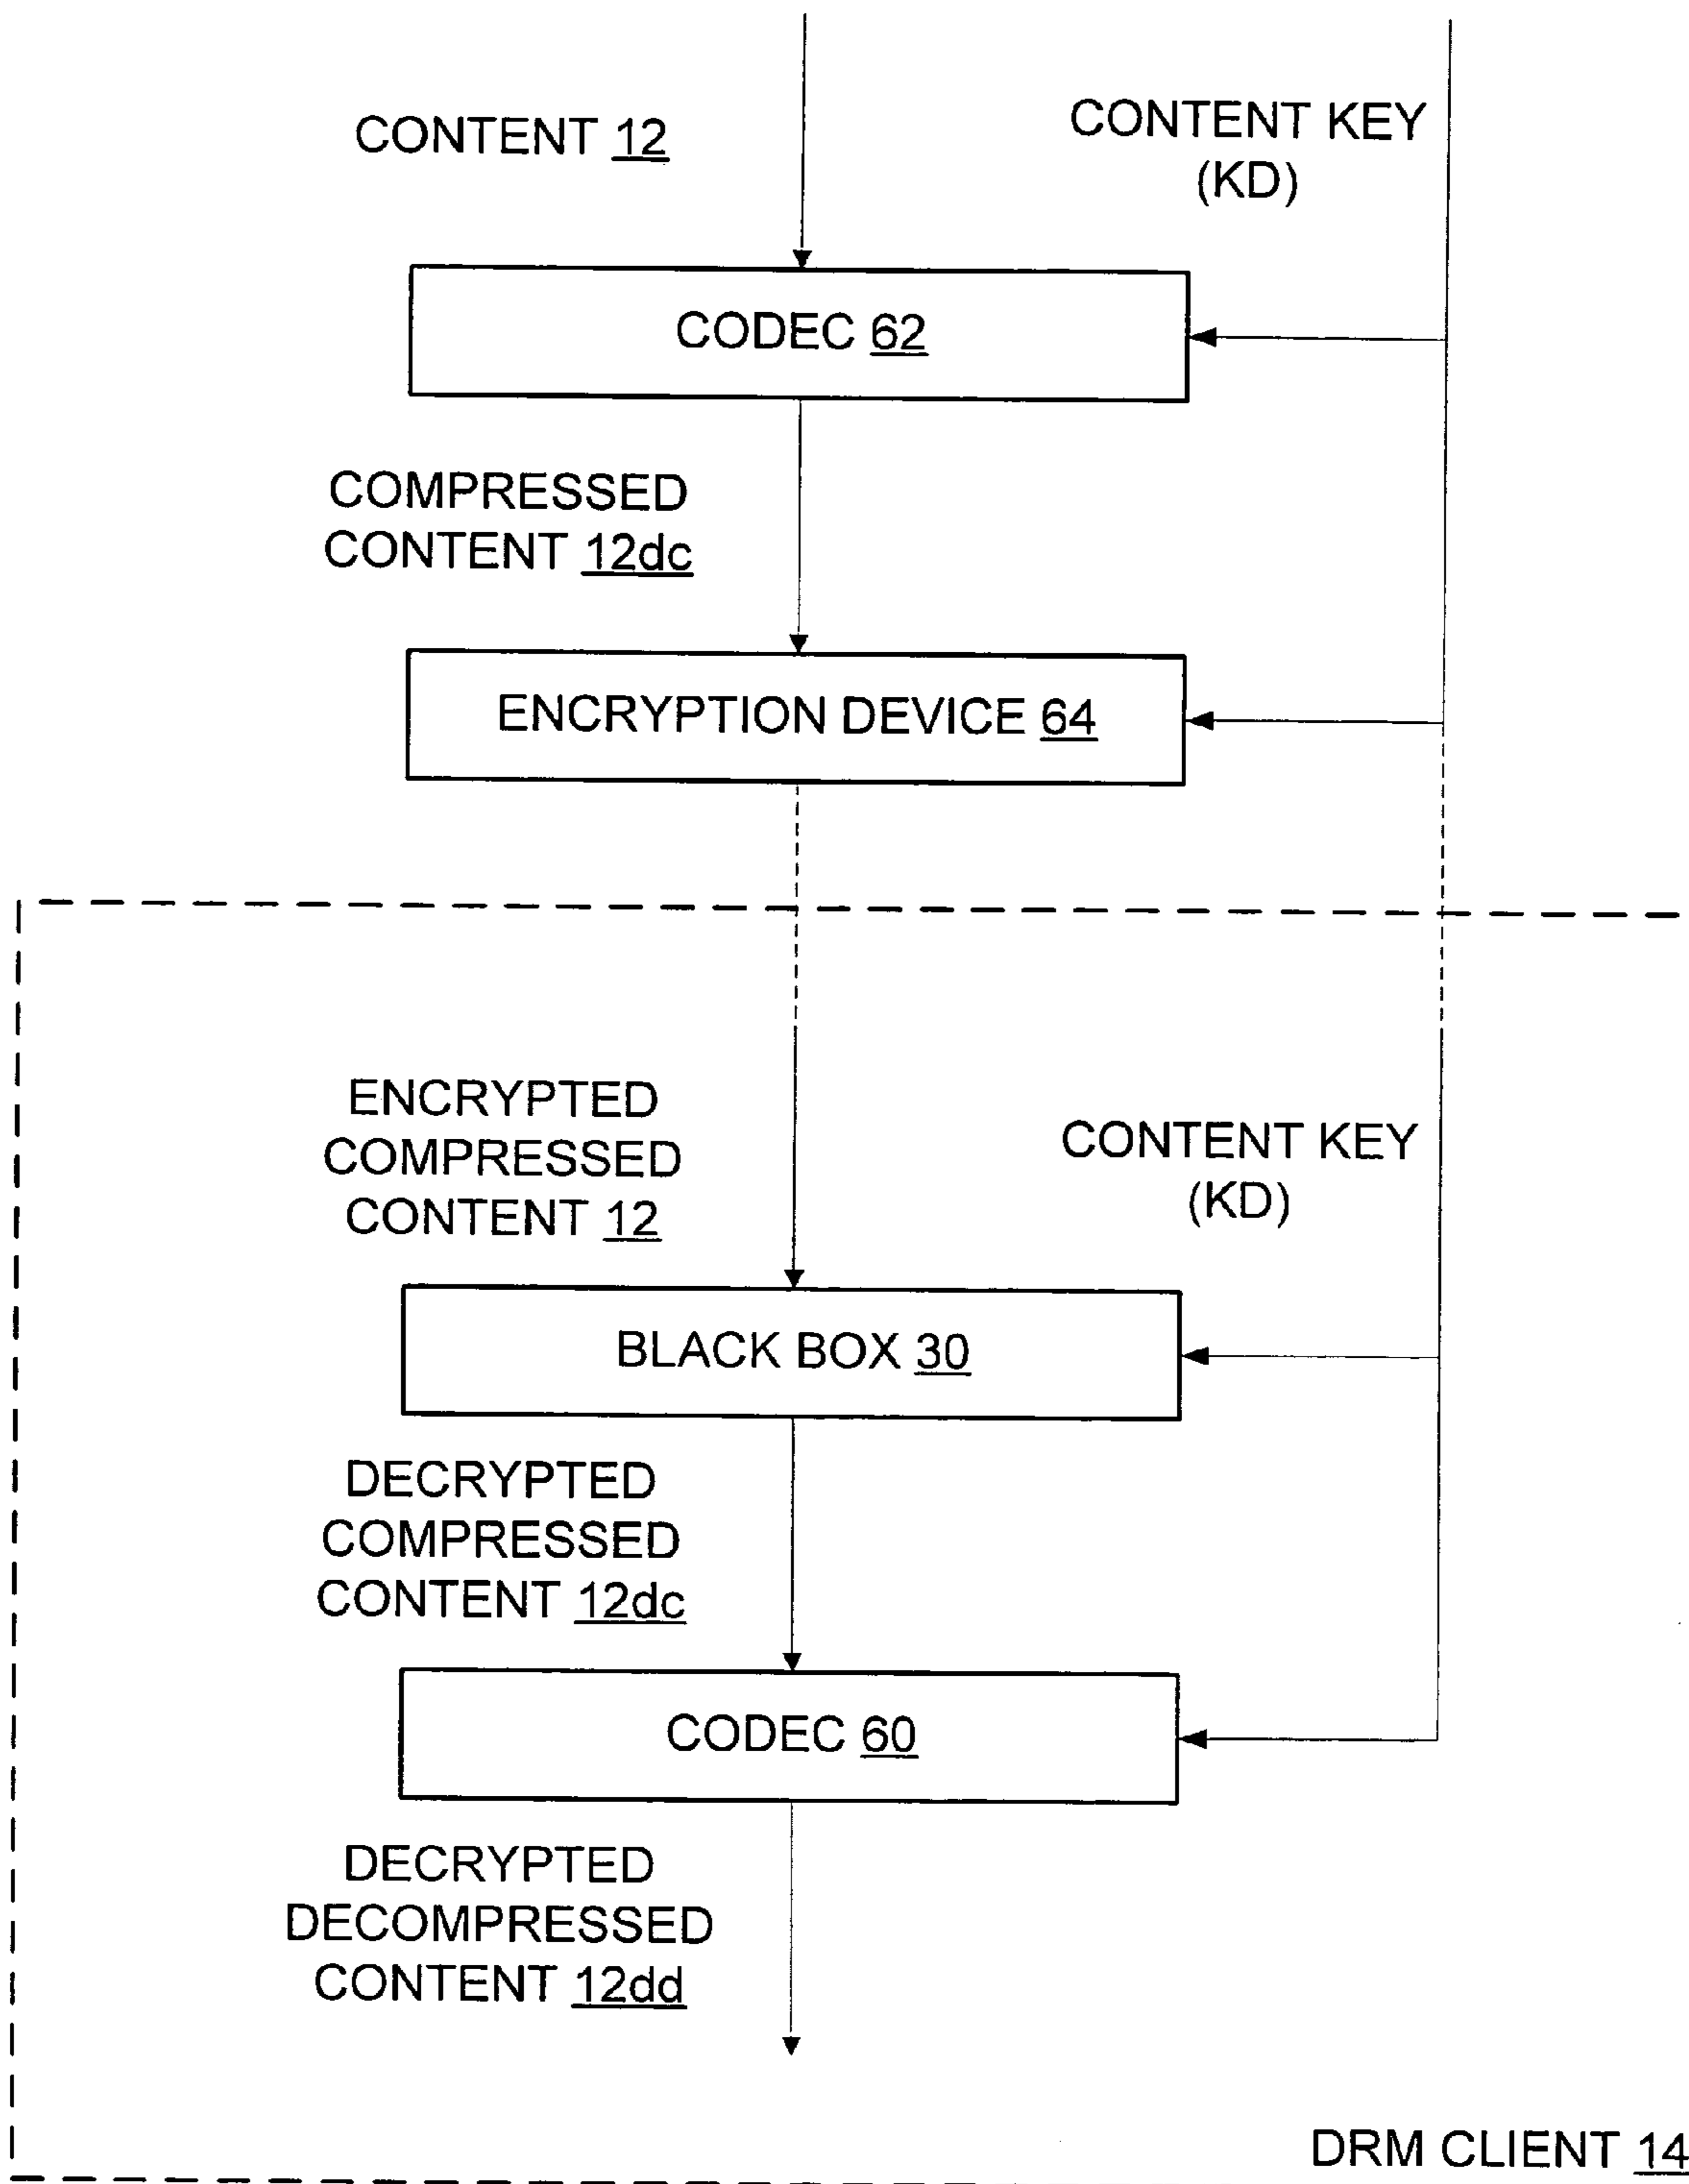 CONTENT 12
CONTENT KEY
(KD)
CODEC 62
COMPRESSED
CONTENT 12dc
ENCRYPTION DEVICE 64
ENCRYPTED
COMPRESSED
CONTENT 12
CONTENT KEY
(KD)
BLACK BOX 30
DECRYPTED
COMPRESSED
CONTENT 12dc
CODEC 60
DECRYPTED
DECOMPRESSED
CONTENT 12dd
DRM CLIENT 14